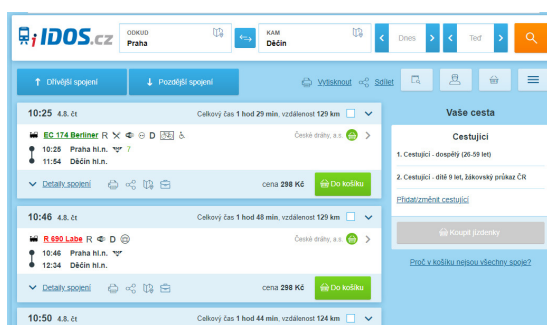 iDOS.cz
ODKUD
Praha
KAM
Děčín
Dnes
Teď
Dřívější spojení
Pozdější spojení
Vytisknout
Sdílet
10:25 4.8. čt
Celkový čas 1 hod 29 min, vzdálenost 129 km
EC 174 Berliner R D
České dráhy, a.s.
10:25 Praha hl.n. 7
11:54 Děčín hl.n.
Detaily spojení
cena 298 Kč
Do košíku
10:46 4.8. čt
Celkový čas 1 hod 48 min, vzdálenost 129 km
R 690 Labe R D
České dráhy, a.s.
10:46 Praha hl.n.
12:34 Děčín hl.n.
Detaily spojení
cena 298 Kč
Do košíku
10:50 4.8. čt
Celkový čas 1 hod 44 min, vzdálenost 124 km
Vaše cesta
Cestující
1. Cestující - dospělý (26-59 let)
2. Cestující - dítě 9 let, žákovský průkaz ČR
Přidat/změnit cestující
Koupit jízdenky
Proč v košíku nejsou všechny spoje?